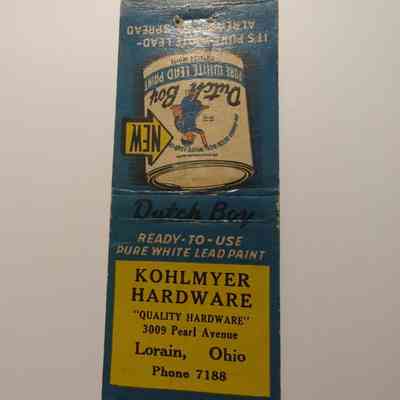 IT'S PURE WHITE LEAD-
ALREADY SPREAD
Dutch Boy
PURE WHITE LEAD PAINT
NEW
Dutch Boy
READY-TO-USE
PURE WHITE LEAD PAINT
KOHLMYER
HARDWARE
"QUALITY HARDWARE"
3009 Pearl Avenue
Lorain, Ohio
Phone 7188